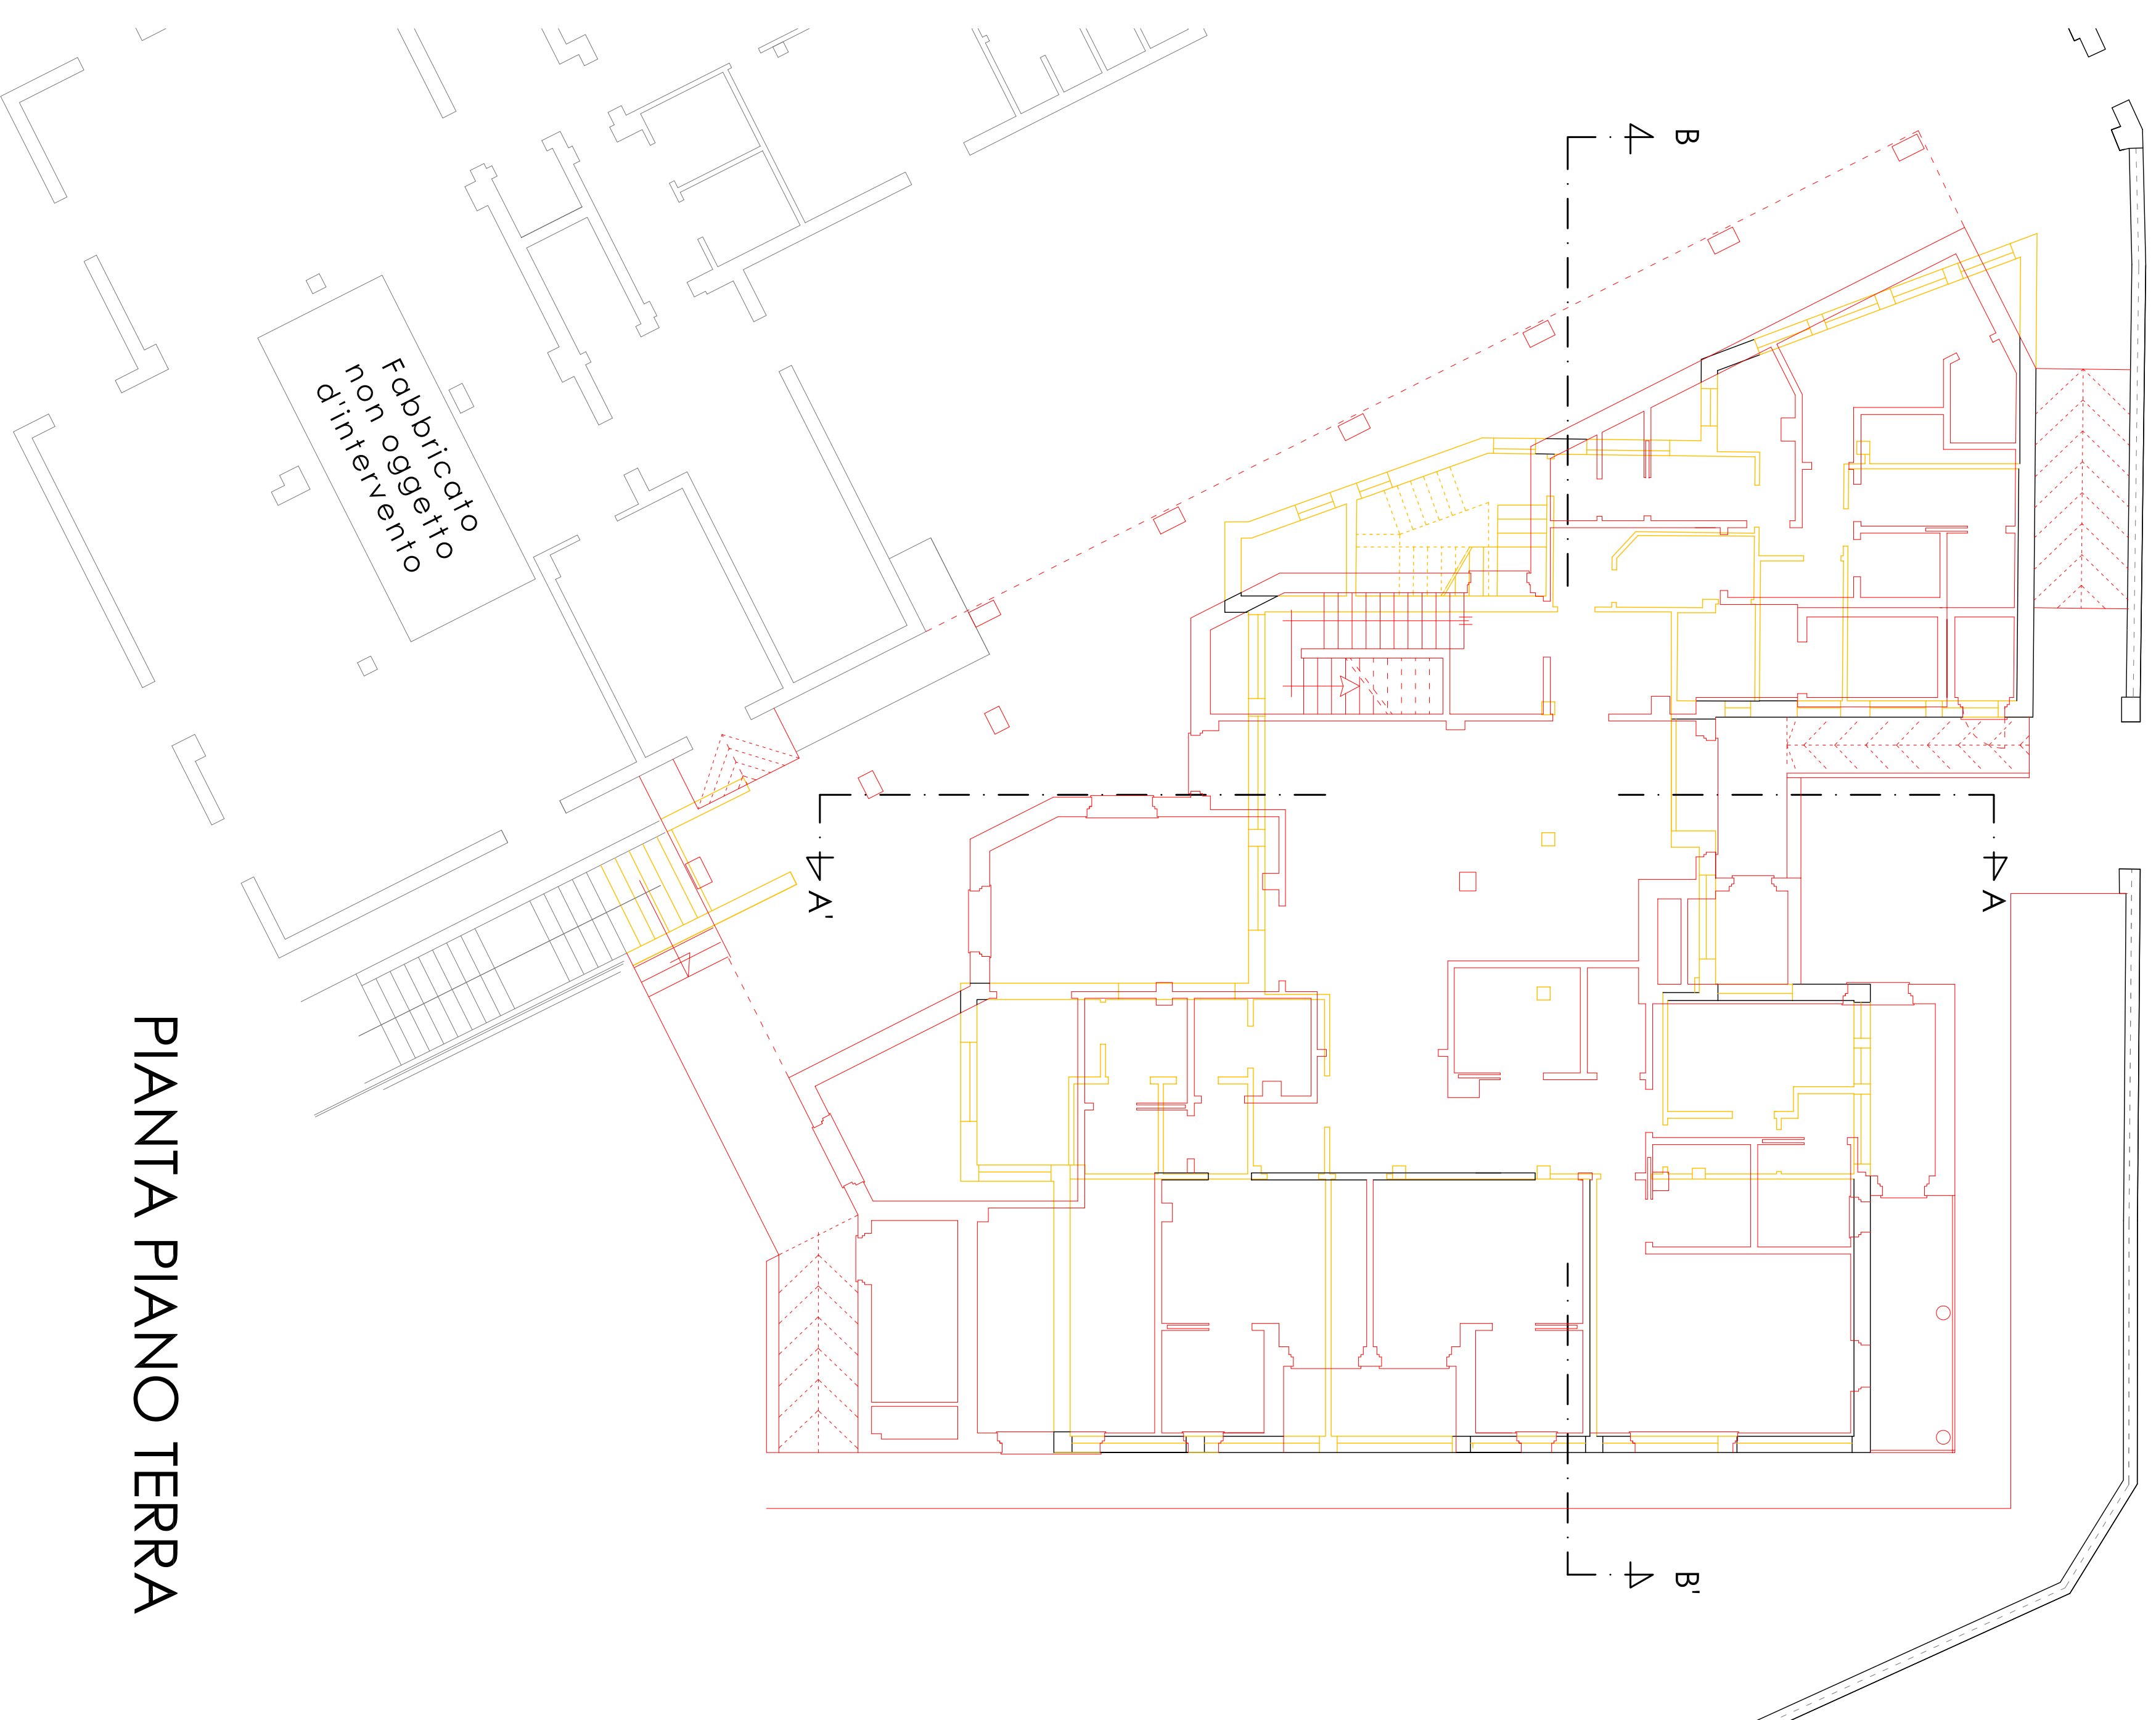 B
Fabbricato
non oggetto
d'intervento
A'
A
PIANTA PIANO TERRA
B'